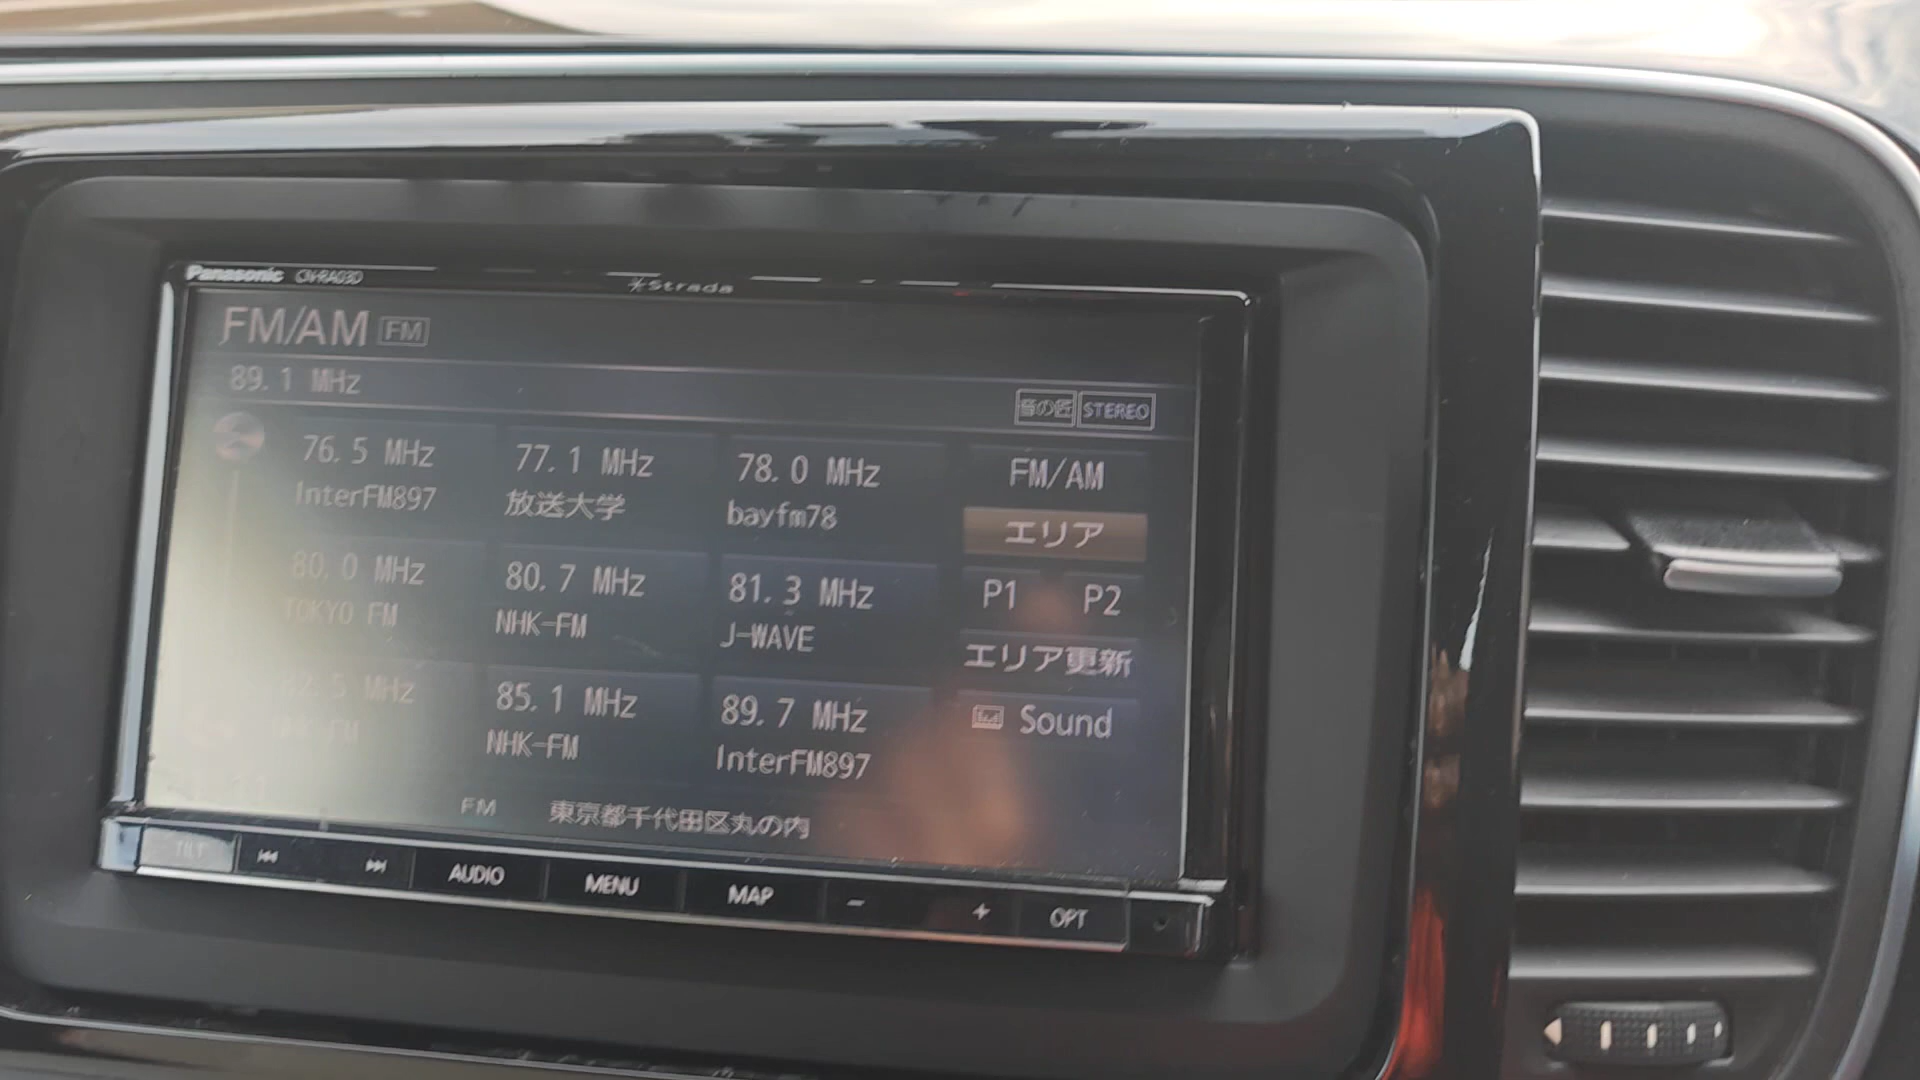 Panasonic CN-RA03D
Strada
FM/AM FM
89.1 MHz
音の匠 STEREO
76.5 MHz
InterFM897
77.1 MHz
放送大学
78.0 MHz
bayfm78
FM/AM
エリア
80.0 MHz
TOKYO FM
80.7 MHz
NHK-FM
81.3 MHz
J-WAVE
P1 P2
エリア更新
82.5 MHz
NHK-FM
85.1 MHz
NHK-FM
89.7 MHz
InterFM897
Sound
FM 東京都千代田区丸の内
TILT AUDIO MENU MAP - + OPT